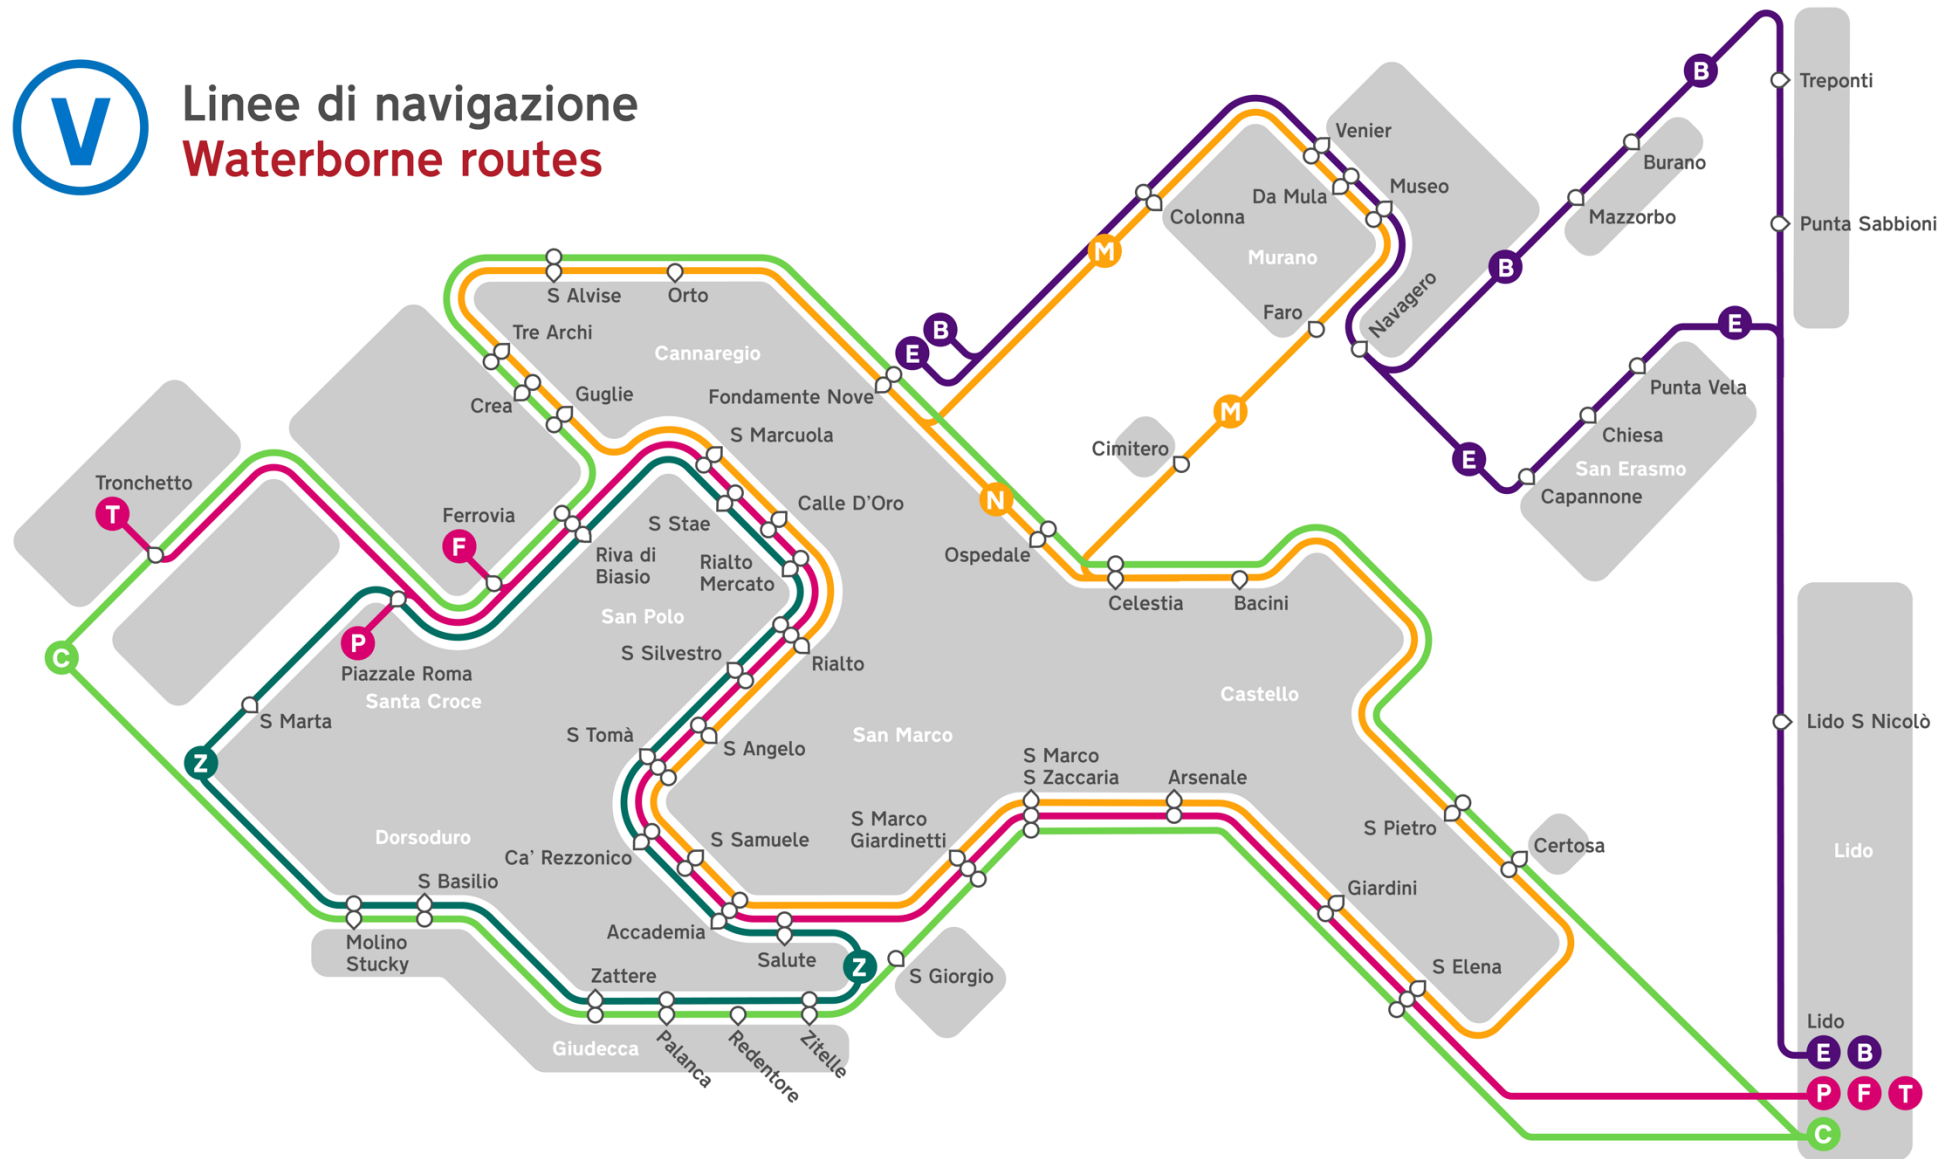 V
Linee di navigazione
Waterborne routes
B
Treponti
Venier
Burano
Museo
Da Mula
Mazzorbo
Colonna
Punta Sabbioni
M
Murano
B
S Alvise
Orto
Faro
Navagero
E
B
Tre Archi
Cannaregio
E
Guglie
Fondamente Nove
Punta Vela
Crea
M
S Marcuola
Chiesa
Cimitero
E
San Erasmo
Tronchetto
Capannone
T
Calle D'Oro
N
Ferrovia
S Stae
F
Riva di
Biasio
Rialto
Mercato
Ospedale
Celestia
Bacini
San Polo
P
C
S Silvestro
Rialto
Piazzale Roma
Santa Croce
Castello
S Marta
S Tomà
S Angelo
San Marco
Lido S Nicolò
Z
S Marco
S Zaccaria
Arsenale
Dorsoduro
S Samuele
S Marco
Giardinetti
S Pietro
Certosa
Lido
Ca' Rezzonico
S Basilio
Giardini
Accademia
Molino
Stucky
Salute
Z
S Elena
Zattere
S Giorgio
Giudecca
Palanca
Redentore
Zitelle
Lido
E B
P F T
C